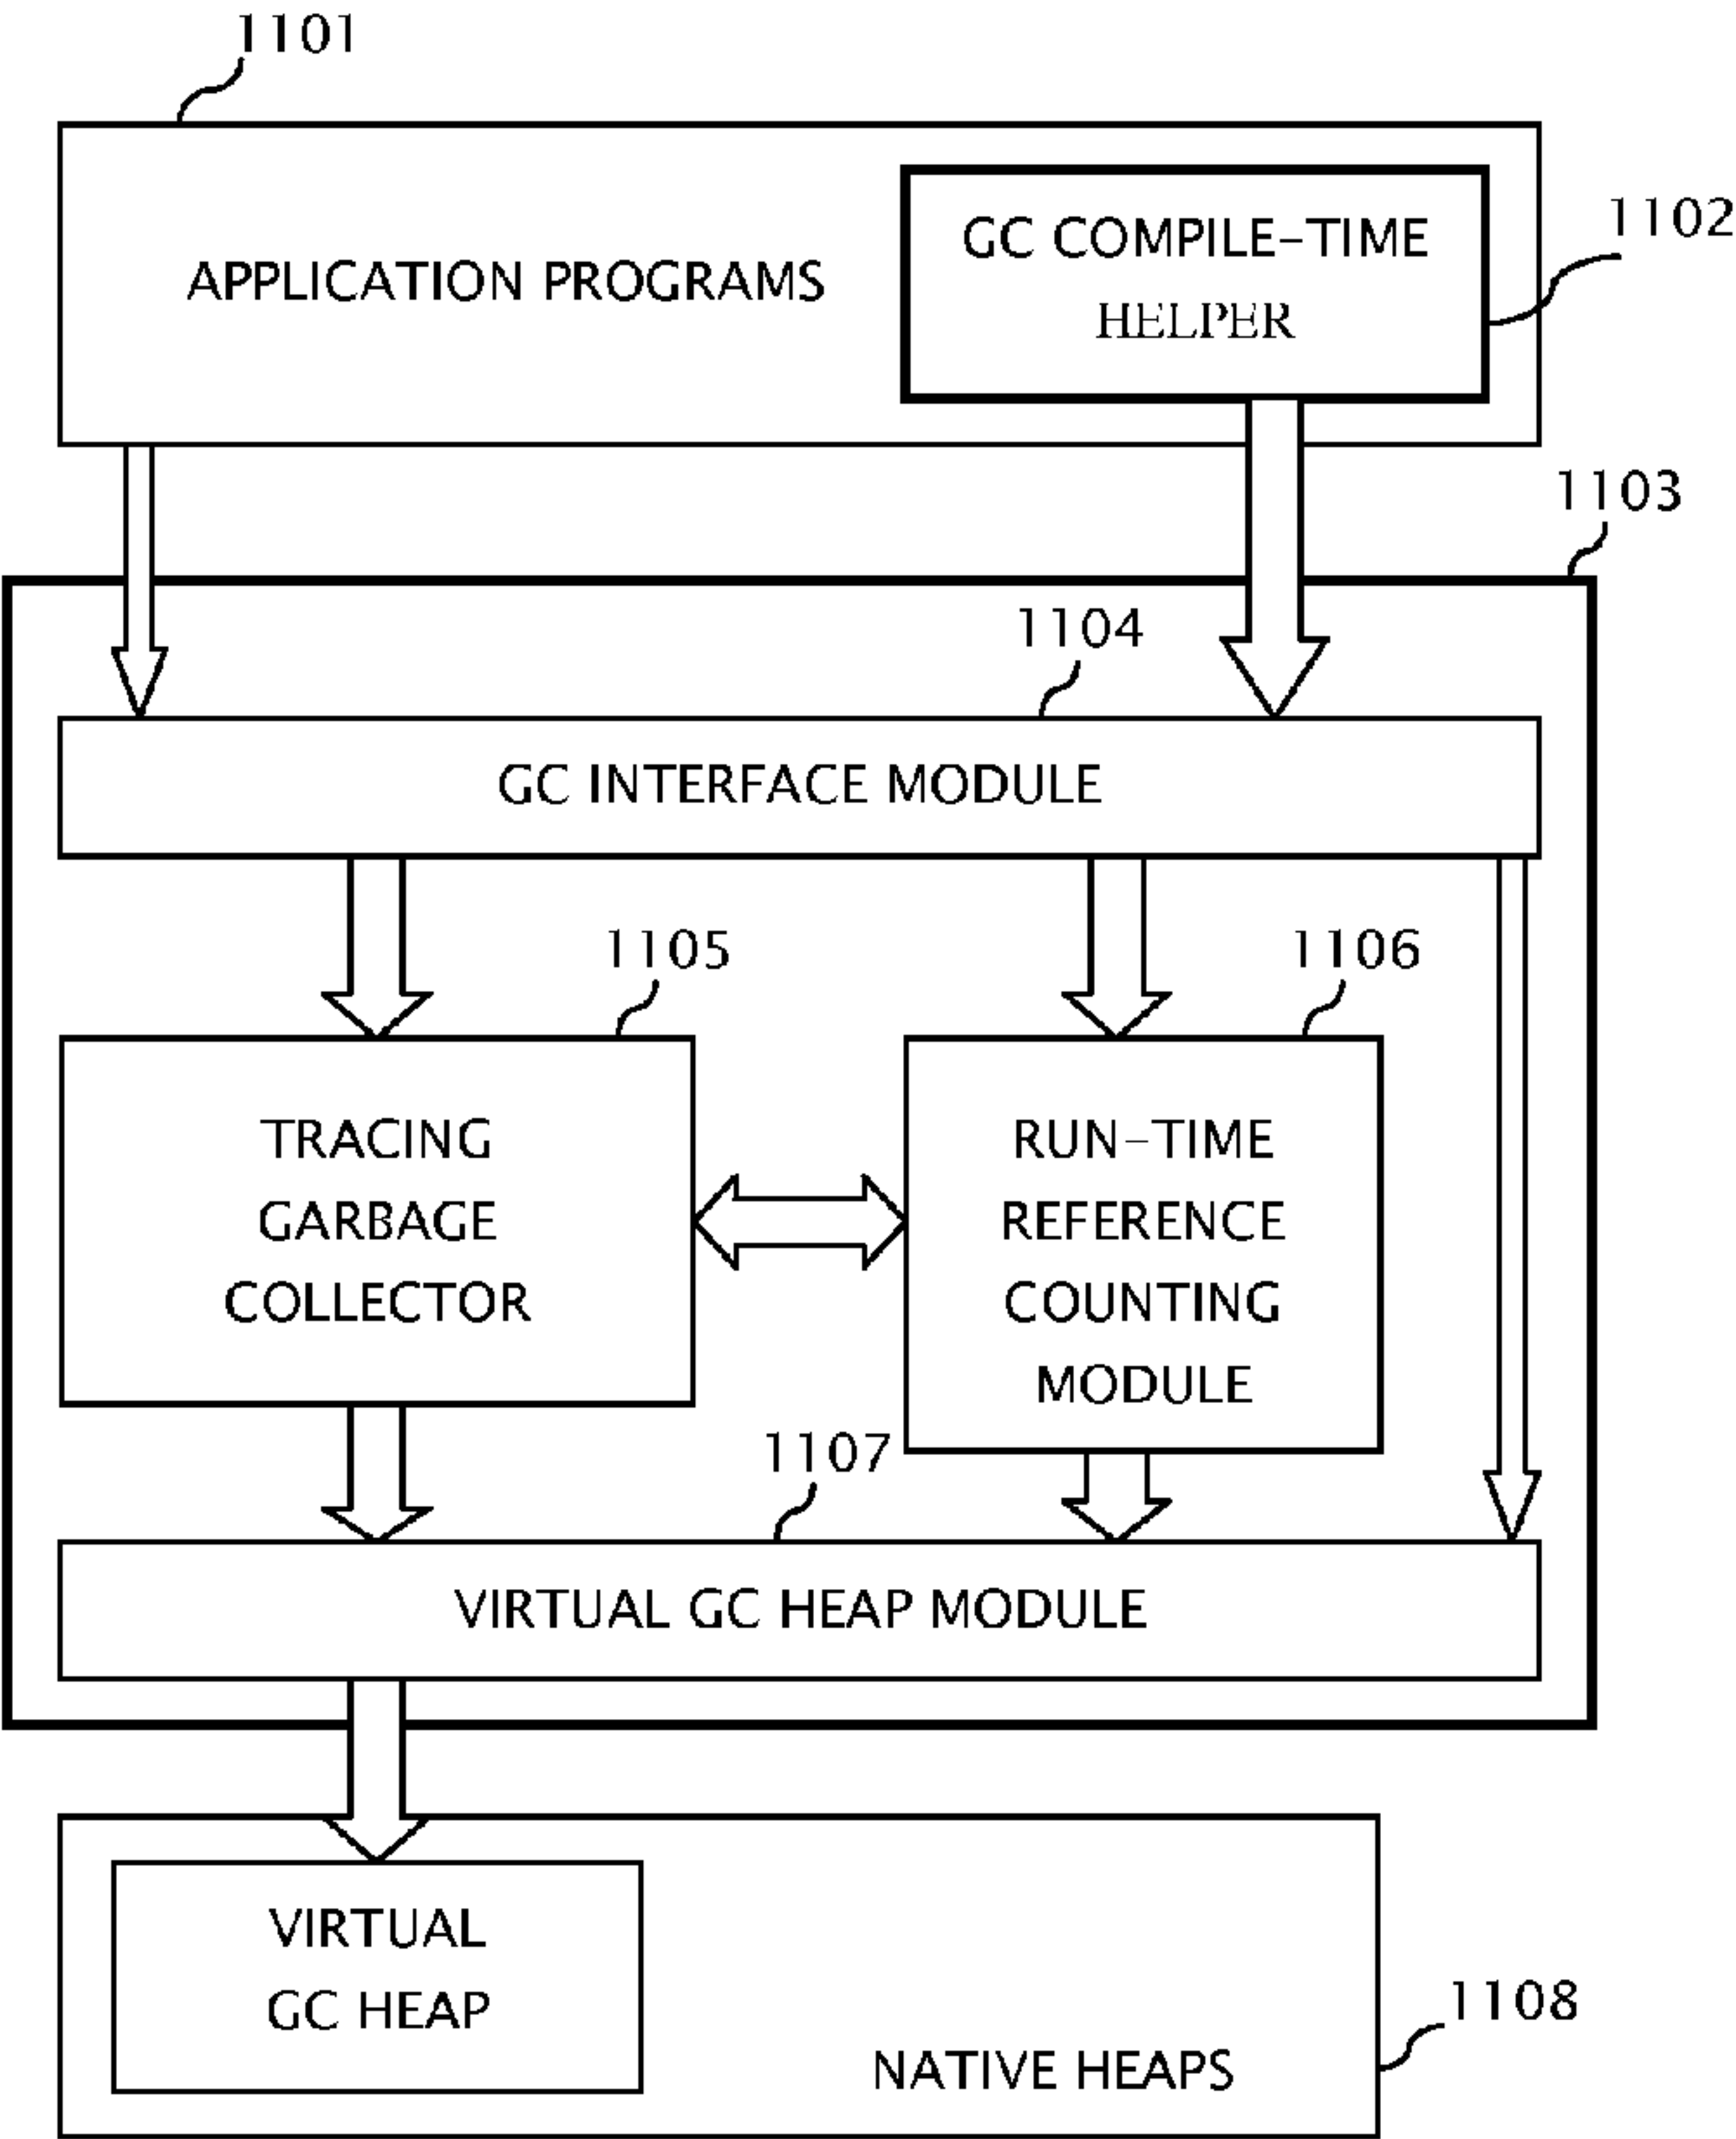 1101
1102
APPLICATION PROGRAMS
GC COMPILE-TIME
HELPER
1103
1104
GC INTERFACE MODULE
1105
1106
TRACING
GARBAGE
COLLECTOR
RUN-TIME
REFERENCE
COUNTING
MODULE
1107
VIRTUAL GC HEAP MODULE
VIRTUAL
GC HEAP
1108
NATIVE HEAPS